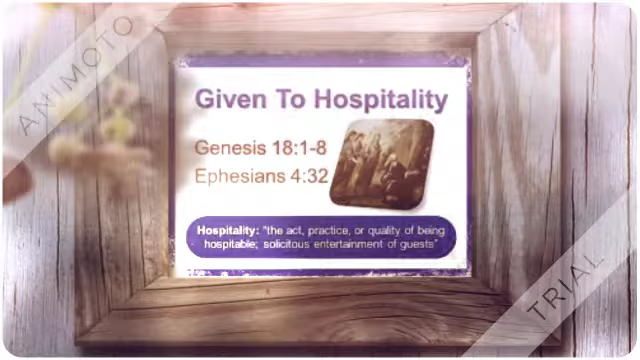 ANIMOTO
Given To Hospitality
Genesis 18:1-8
Ephesians 4:32
Hospitality: "the act, practice, or quality of being
hospitable; solicitous entertainment of guests"
TRIAL